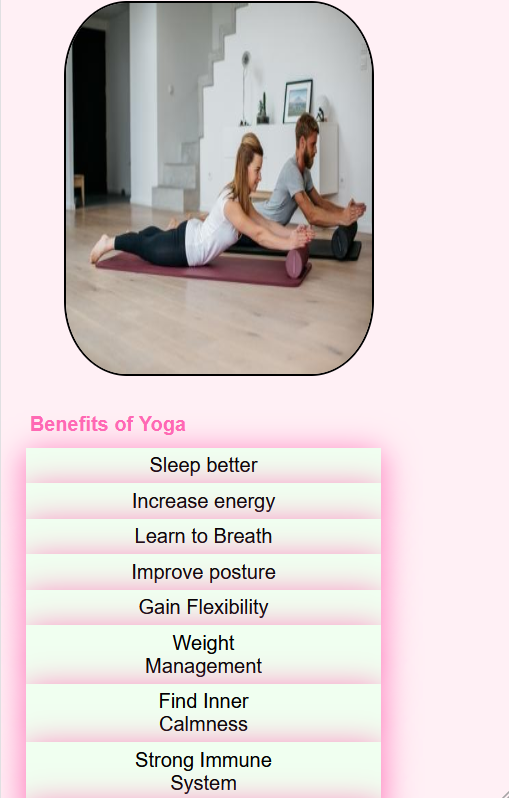 Benefits of Yoga
Sleep better
Increase energy
Learn to Breath
Improve posture
Gain Flexibility
Weight
Management
Find Inner
Calmness
Strong Immune
System